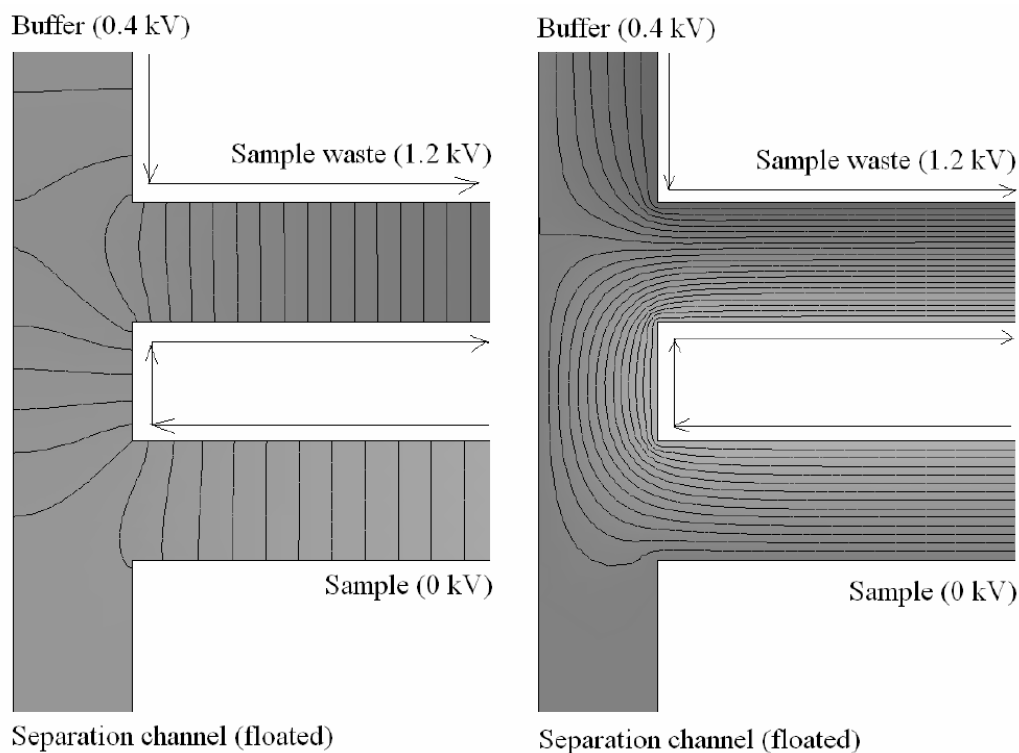 Buffer (0.4 kV)
Sample waste (1.2 kV)
Sample (0 kV)
Separation channel (floated)
Buffer (0.4 kV)
Sample waste (1.2 kV)
Sample (0 kV)
Separation channel (floated)